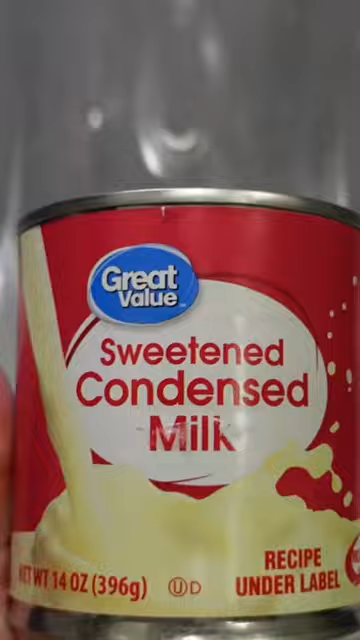 Great
Value
Sweetened
Condensed
Milk
NET WT 14 OZ (396g)
U D
RECIPE
UNDER LABEL